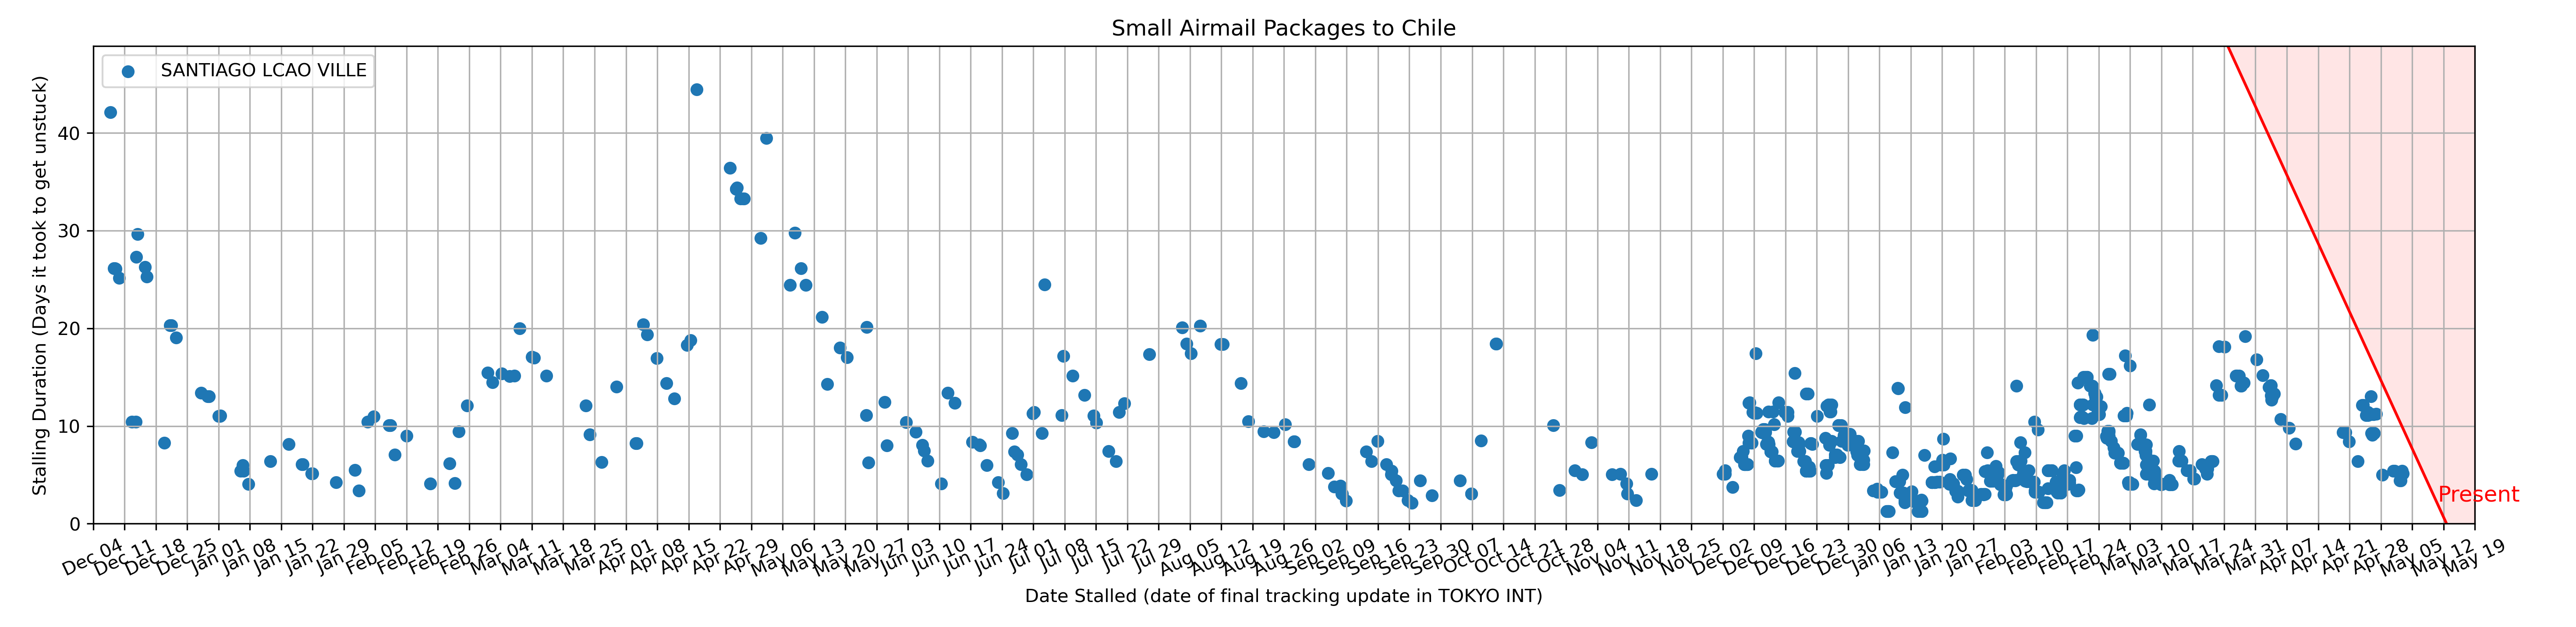 Small Airmail Packages to Chile
SANTIAGO LCAO VILLE
Stalling Duration (Days it took to get unstuck)
40
30
20
10
0
Present
Dec 04
Dec 11
Dec 18
Dec 25
Jan 01
Jan 08
Jan 15
Jan 22
Jan 29
Feb 05
Feb 12
Feb 19
Feb 26
Mar 04
Mar 11
Mar 18
Mar 25
Apr 01
Apr 08
Apr 15
Apr 22
Apr 29
May 06
May 13
May 20
May 27
Jun 03
Jun 10
Jun 17
Jun 24
Jul 01
Jul 08
Jul 15
Jul 22
Jul 29
Aug 05
Aug 12
Aug 19
Aug 26
Sep 02
Sep 09
Sep 16
Sep 23
Sep 30
Oct 07
Oct 14
Oct 21
Oct 28
Nov 04
Nov 11
Nov 18
Nov 25
Dec 02
Dec 09
Dec 16
Dec 23
Dec 30
Jan 06
Jan 13
Jan 20
Jan 27
Feb 03
Feb 10
Feb 17
Feb 24
Mar 03
Mar 10
Mar 17
Mar 24
Mar 31
Apr 07
Apr 14
Apr 21
Apr 28
May 05
May 12
May 19
Date Stalled (date of final tracking update in TOKYO INT)